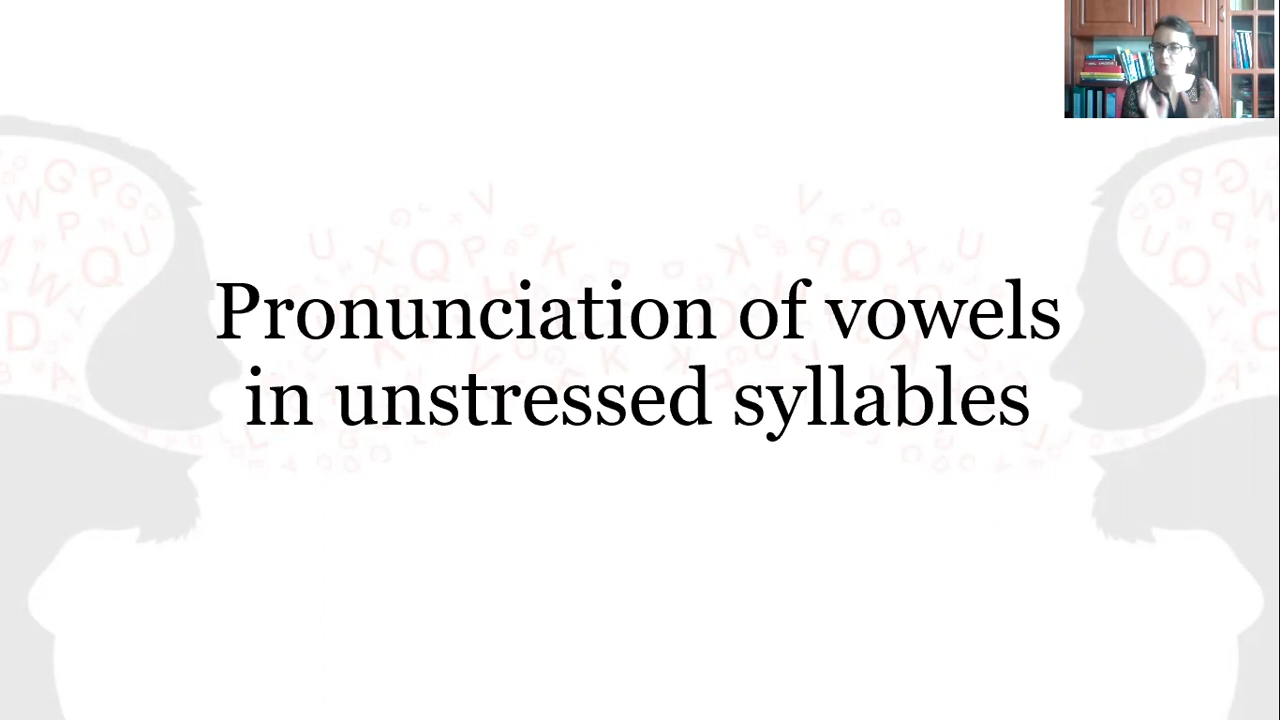 Pronunciation of vowels
in unstressed syllables